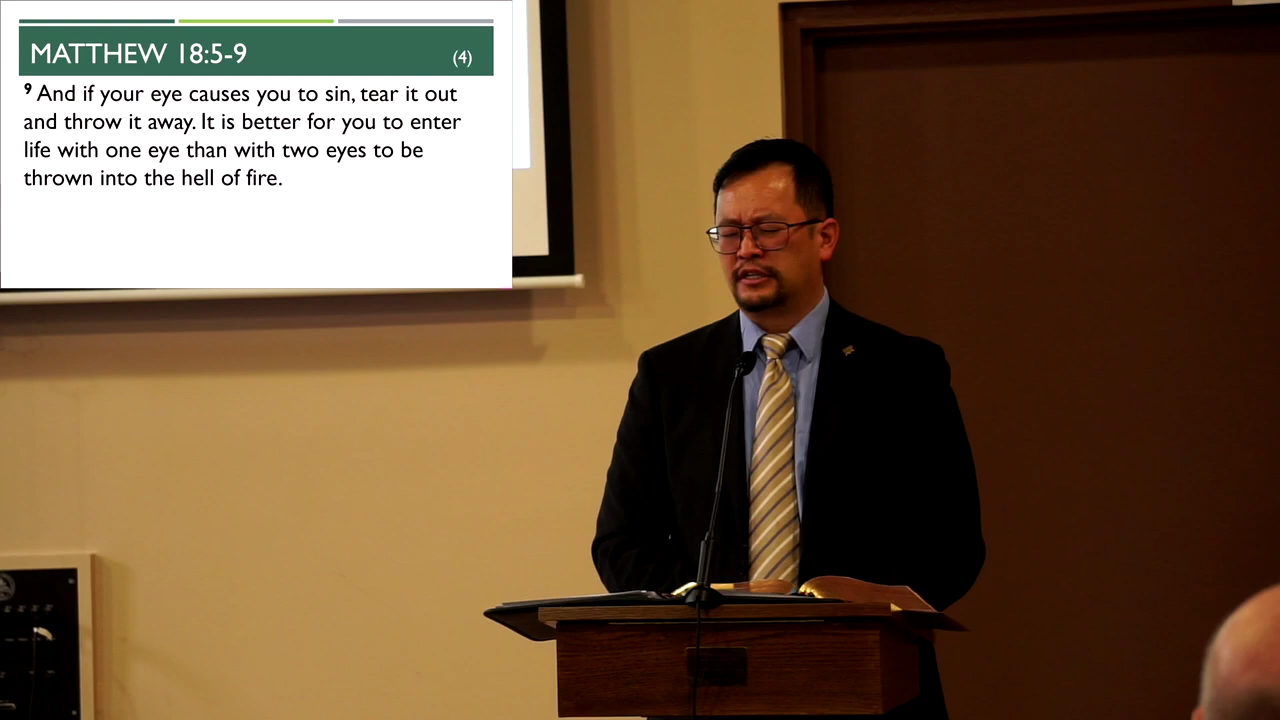 MATTHEW 18:5-9 (4)
⁹ And if your eye causes you to sin, tear it out
and throw it away. It is better for you to enter
life with one eye than with two eyes to be
thrown into the hell of fire.